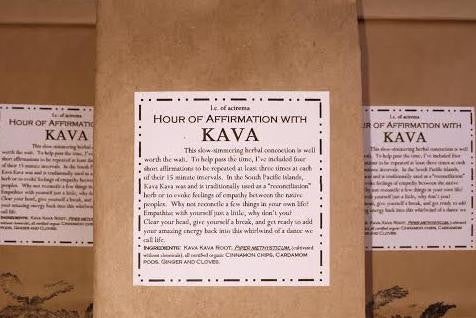 l.c. of acirema
HOUR OF AFFIRMATION WITH
KAVA
This slow-simmering herbal concoction is well
worth the wait. To help pass the time, I've included four
short affirmations to be repeated at least three times at each
of their 15 minute intervals. In the South Pacific Islands,
Kava Kava was and is traditionally used as a "reconciliation"
herb or to evoke feelings of empathy between the native
peoples. Why not reconcile a few things in your own life?
Empathize with yourself just a little, why don't you?
Clear your head, give yourself a break, and get ready to add
your amazing energy back into this whirlwind of a dance we
call life.
INGREDIENTS: KAVA KAVA ROOT, PIPER METHYSTICUM, (cultivated
without chemicals), all certified organic CINNAMON CHIPS, CARDAMOM
PODS, GINGER AND CLOVES.
l.c. of acirema
HOUR OF AFFIRMATION
KAVA
l.c. of acirema
OF AFFIRMATION WITH
KAVA